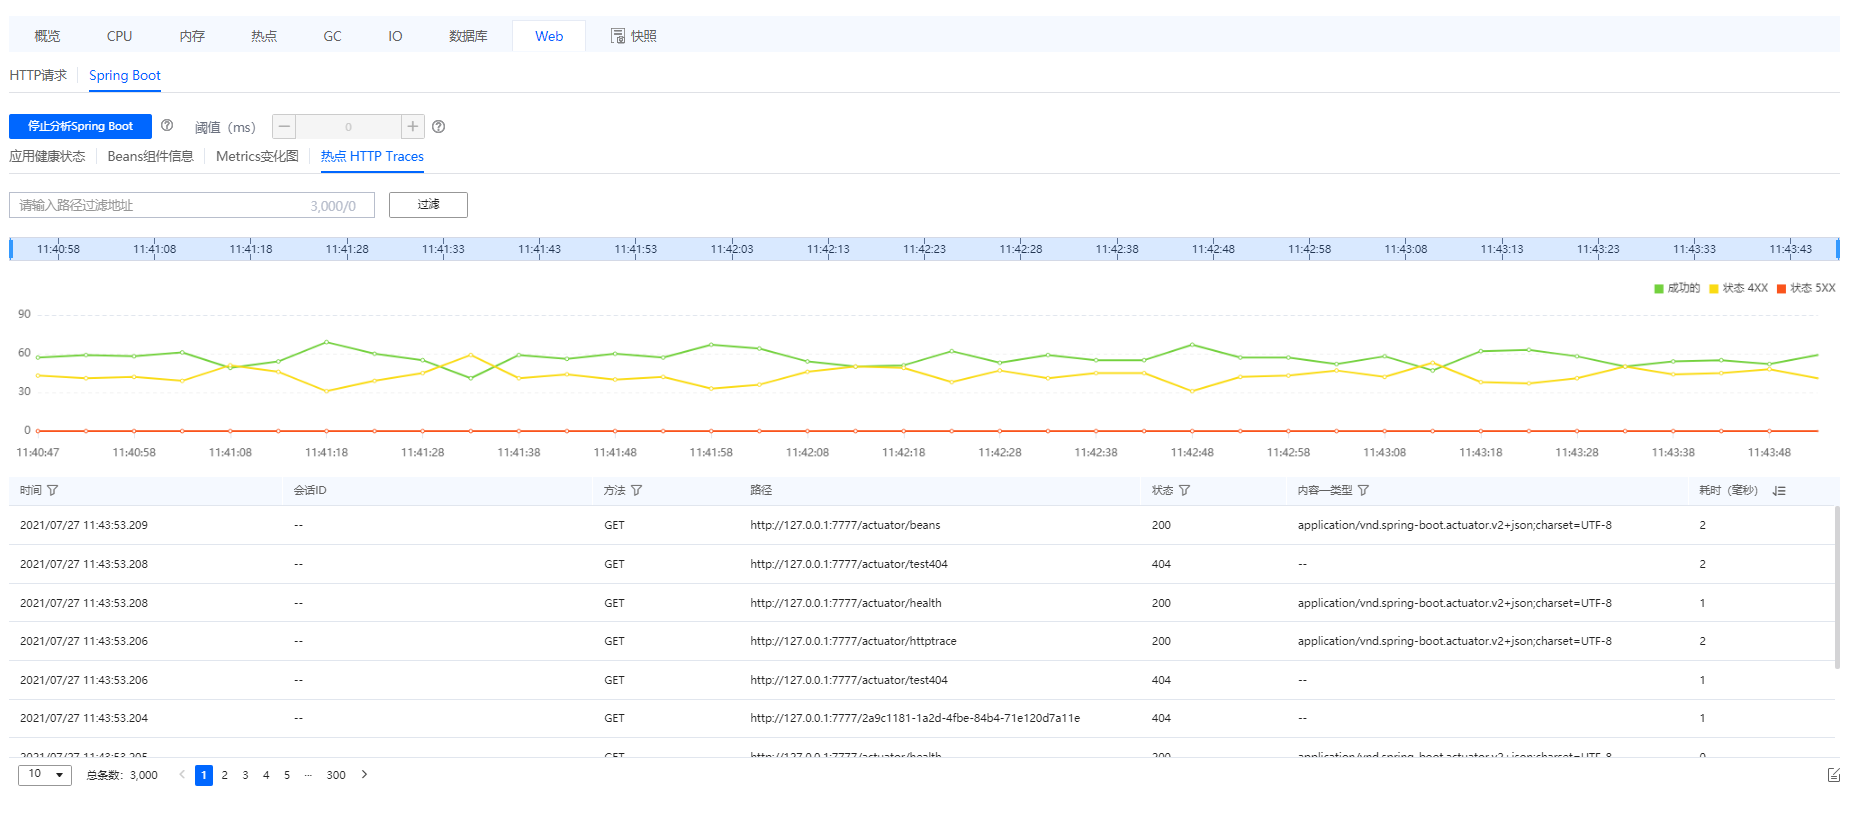 概览 CPU 内存 热点 GC IO 数据库 Web 快照
HTTP请求 Spring Boot
停止分析Spring Boot 阈值（ms） 0
应用健康状态 Beans组件信息 Metrics变化图 热点 HTTP Traces
请输入路径过滤地址 3,000/0 过滤
11:40:58 11:41:08 11:41:18 11:41:28 11:41:33 11:41:43 11:41:53 11:42:03 11:42:13 11:42:23 11:42:28 11:42:38 11:42:48 11:42:58 11:43:08 11:43:13 11:43:23 11:43:33 11:43:43
成功的 状态 4XX 状态 5XX
90
60
30
0
11:40:47 11:40:58 11:41:08 11:41:18 11:41:28 11:41:38 11:41:48 11:41:58 11:42:08 11:42:18 11:42:28 11:42:38 11:42:48 11:42:58 11:43:08 11:43:18 11:43:28 11:43:38 11:43:48
时间 会话ID 方法 路径 状态 内容—类型 耗时（毫秒）
2021/07/27 11:43:53.209 -- GET http://127.0.0.1:7777/actuator/beans 200 application/vnd.spring-boot.actuator.v2+json;charset=UTF-8 2
2021/07/27 11:43:53.208 -- GET http://127.0.0.1:7777/actuator/test404 404 -- 2
2021/07/27 11:43:53.208 -- GET http://127.0.0.1:7777/actuator/health 200 application/vnd.spring-boot.actuator.v2+json;charset=UTF-8 1
2021/07/27 11:43:53.206 -- GET http://127.0.0.1:7777/actuator/httptrace 200 application/vnd.spring-boot.actuator.v2+json;charset=UTF-8 2
2021/07/27 11:43:53.206 -- GET http://127.0.0.1:7777/actuator/test404 404 -- 1
2021/07/27 11:43:53.204 -- GET http://127.0.0.1:7777/2a9c1181-1a2d-4fbe-84b4-71e120d7a11e 404 -- 1
GET http://127.0.0.1:7777/actuator/health 200 application/vnd.spring-boot.actuator.v2+json;charset=UTF-8
10 总条数：3,000 1 2 3 4 5 ... 300